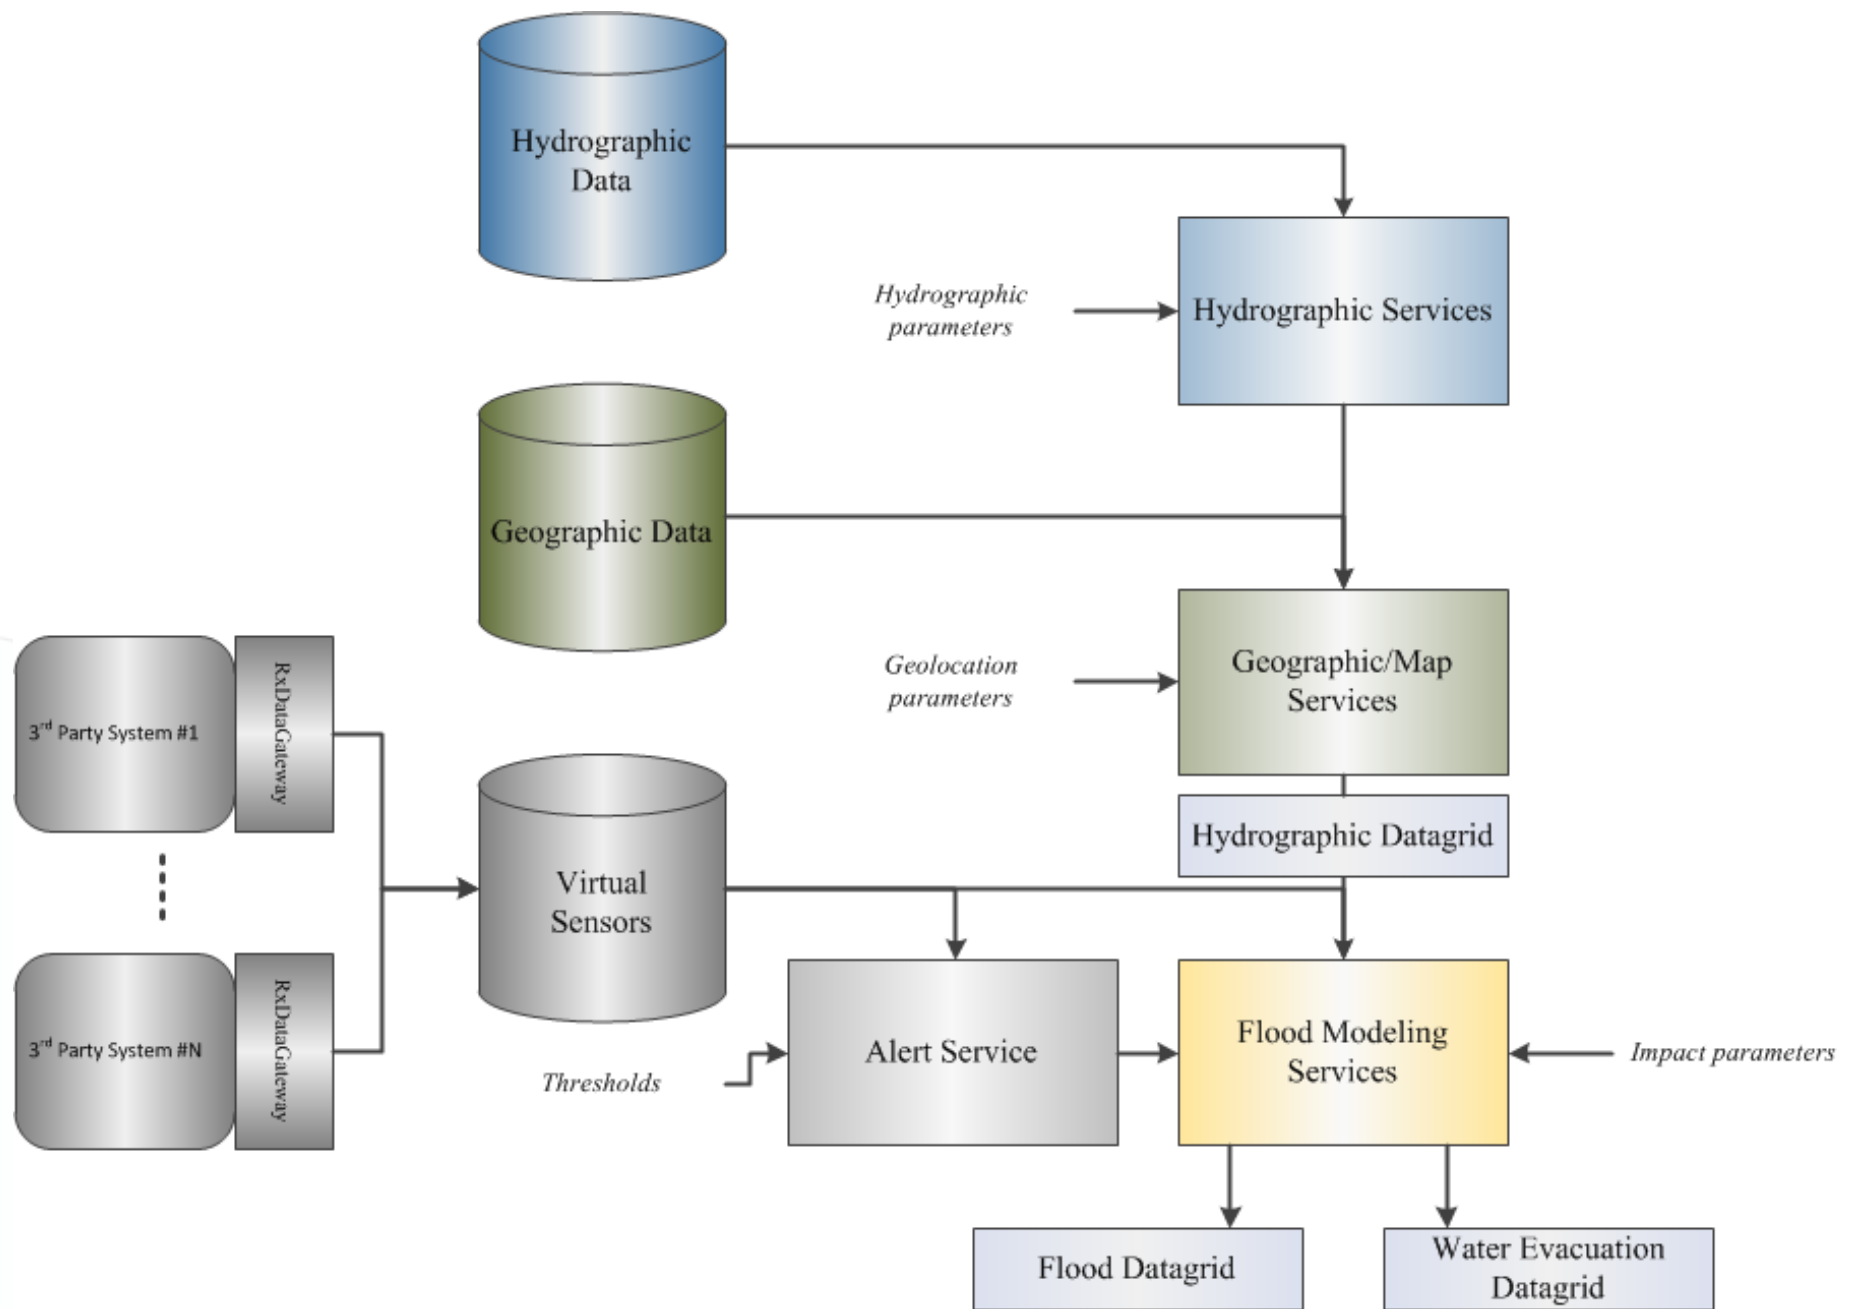 Hydrographic
Data
Hydrographic
parameters
Hydrographic Services
Geographic Data
Geolocation
parameters
Geographic/Map
Services
3rd Party System #1
RxDataGateway
Hydrographic Datagrid
Virtual
Sensors
3rd Party System #N
RxDataGateway
Thresholds
Alert Service
Flood Modeling
Services
Impact parameters
Flood Datagrid
Water Evacuation
Datagrid